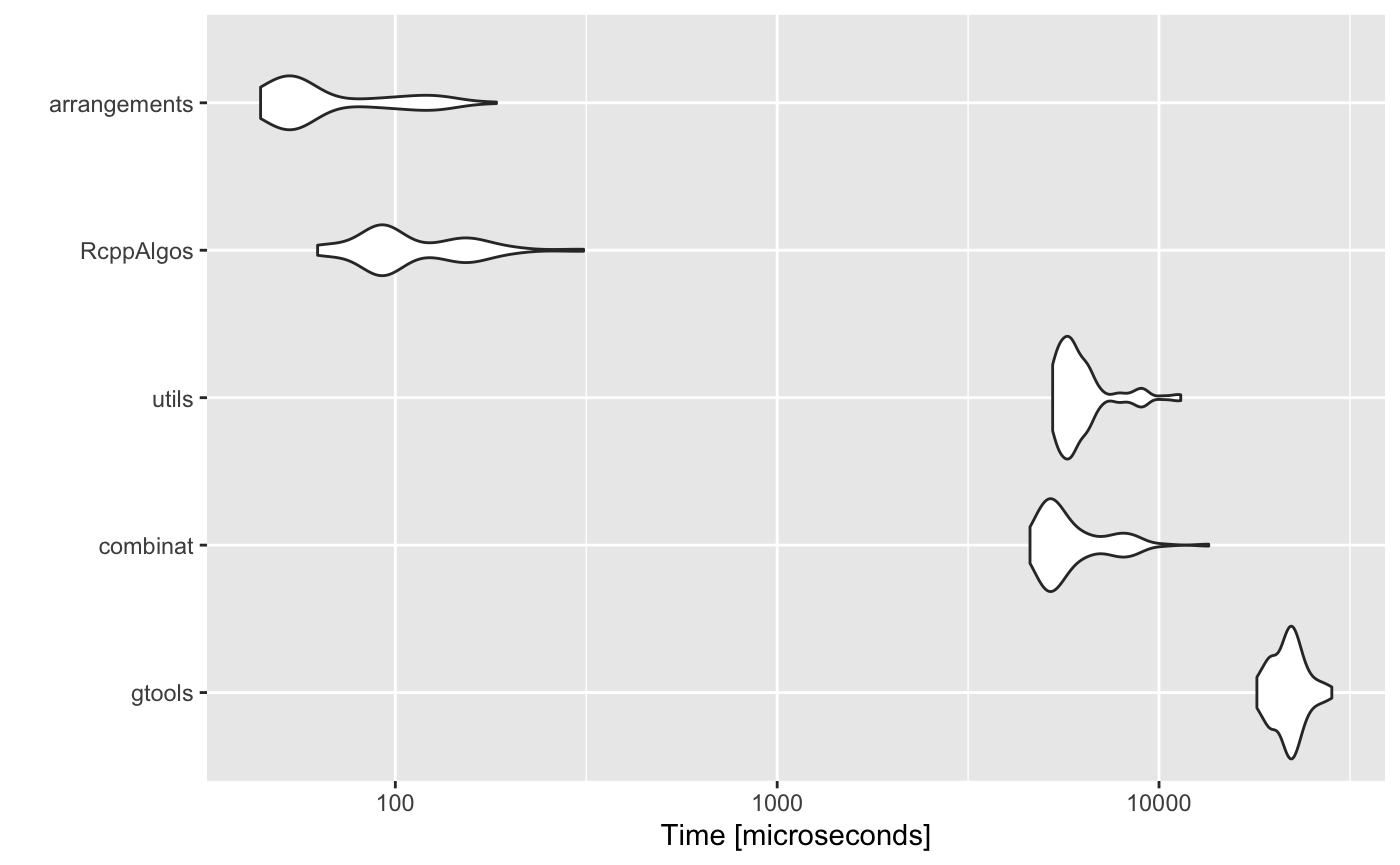 arrangements
RcppAlgos
utils
combinat
gtools
100 1000 10000
Time [microseconds]